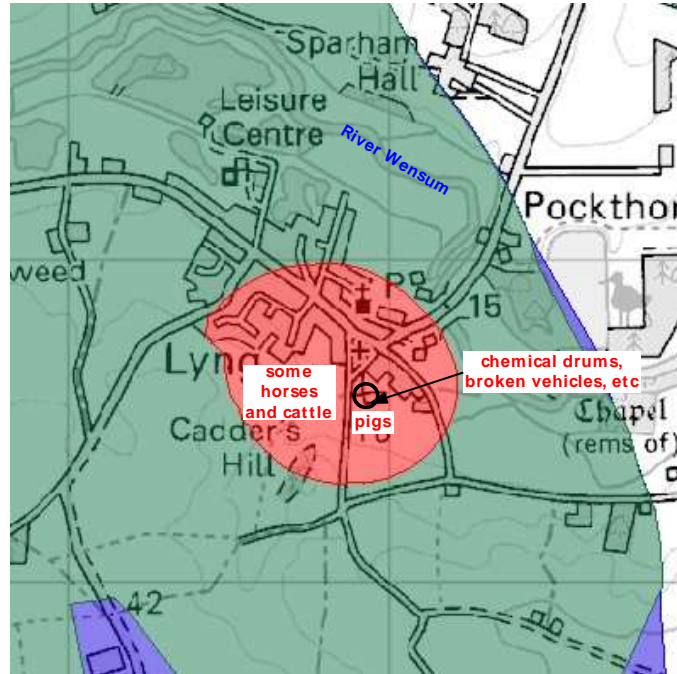 Sparham
Hall
Leisure
Centre
River Wensum
Pockthor
weed
P
15
Lyng
some
horses
and cattle
chemical drums,
broken vehicles, etc
pigs
Cadder's
Hill
Chapel
(rems of)
42